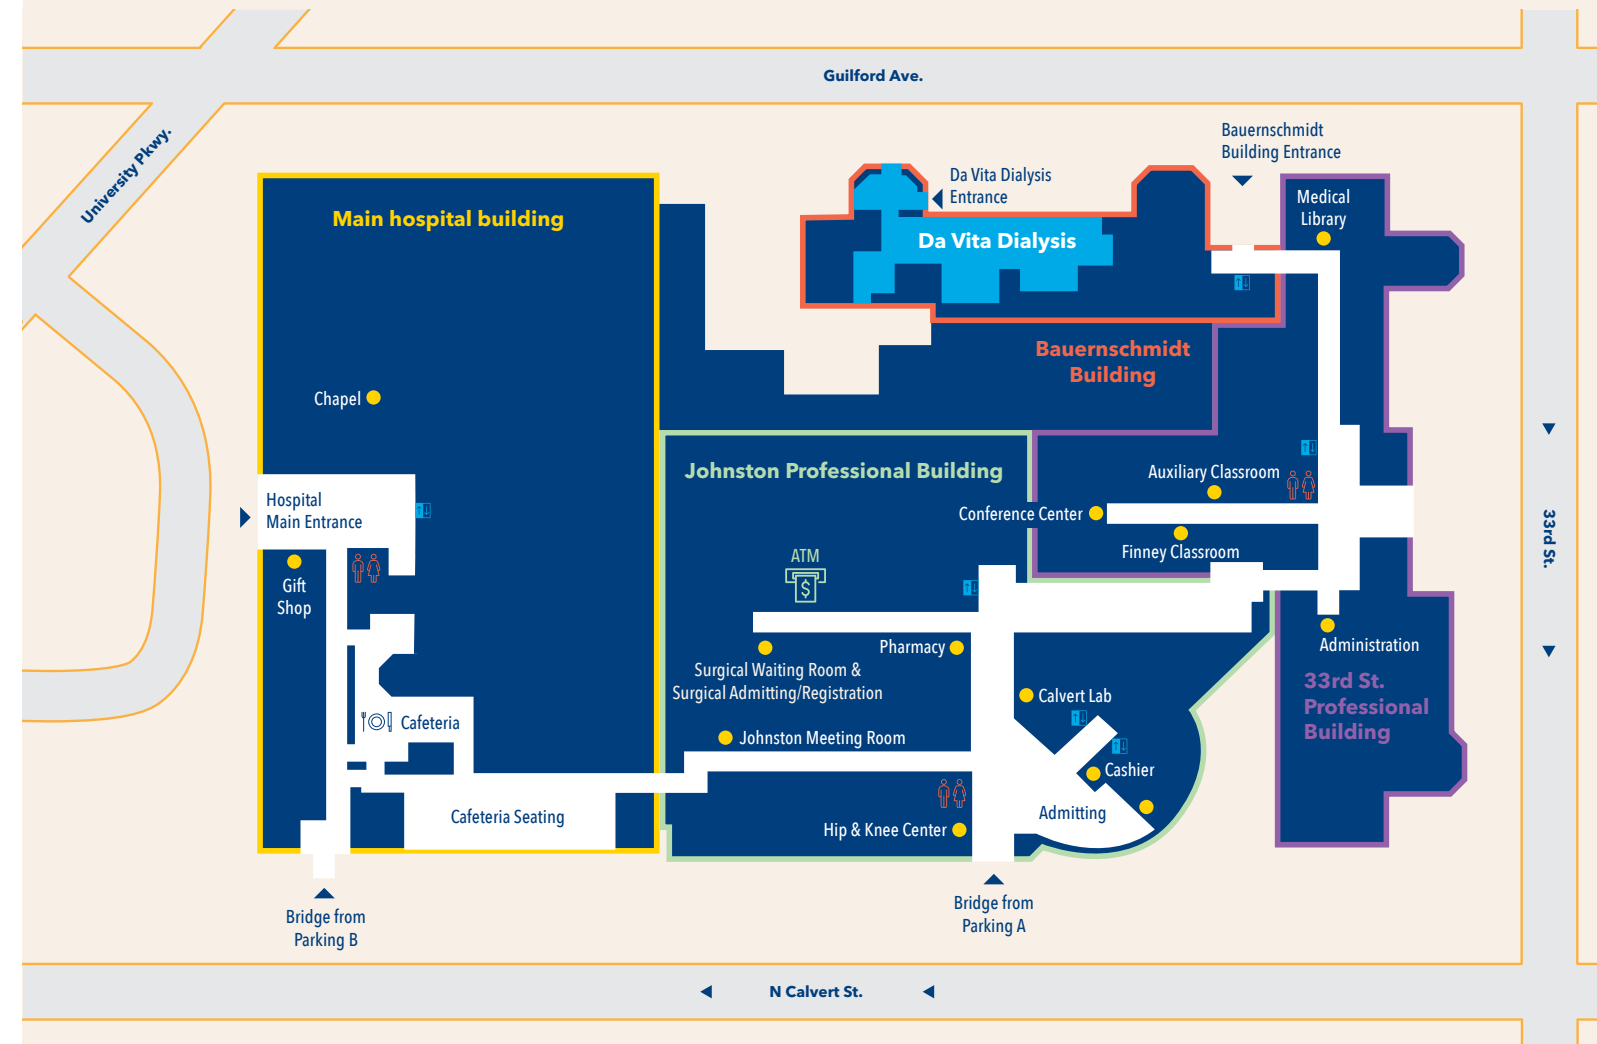 Guilford Ave.
University Pkwy.
Bauernschmidt
Building Entrance
Da Vita Dialysis
Entrance
Medical
Library
Main hospital building
Da Vita Dialysis
Bauernschmidt
Building
Chapel
Johnston Professional Building
Auxiliary Classroom
Hospital
Main Entrance
Conference Center
33rd St.
Finney Classroom
ATM
$
Gift
Shop
Pharmacy
Administration
Surgical Waiting Room &
Surgical Admitting/Registration
33rd St.
Professional
Building
Calvert Lab
Cafeteria
Johnston Meeting Room
Cashier
Cafeteria Seating
Admitting
Hip & Knee Center
Bridge from
Parking B
Bridge from
Parking A
N Calvert St.